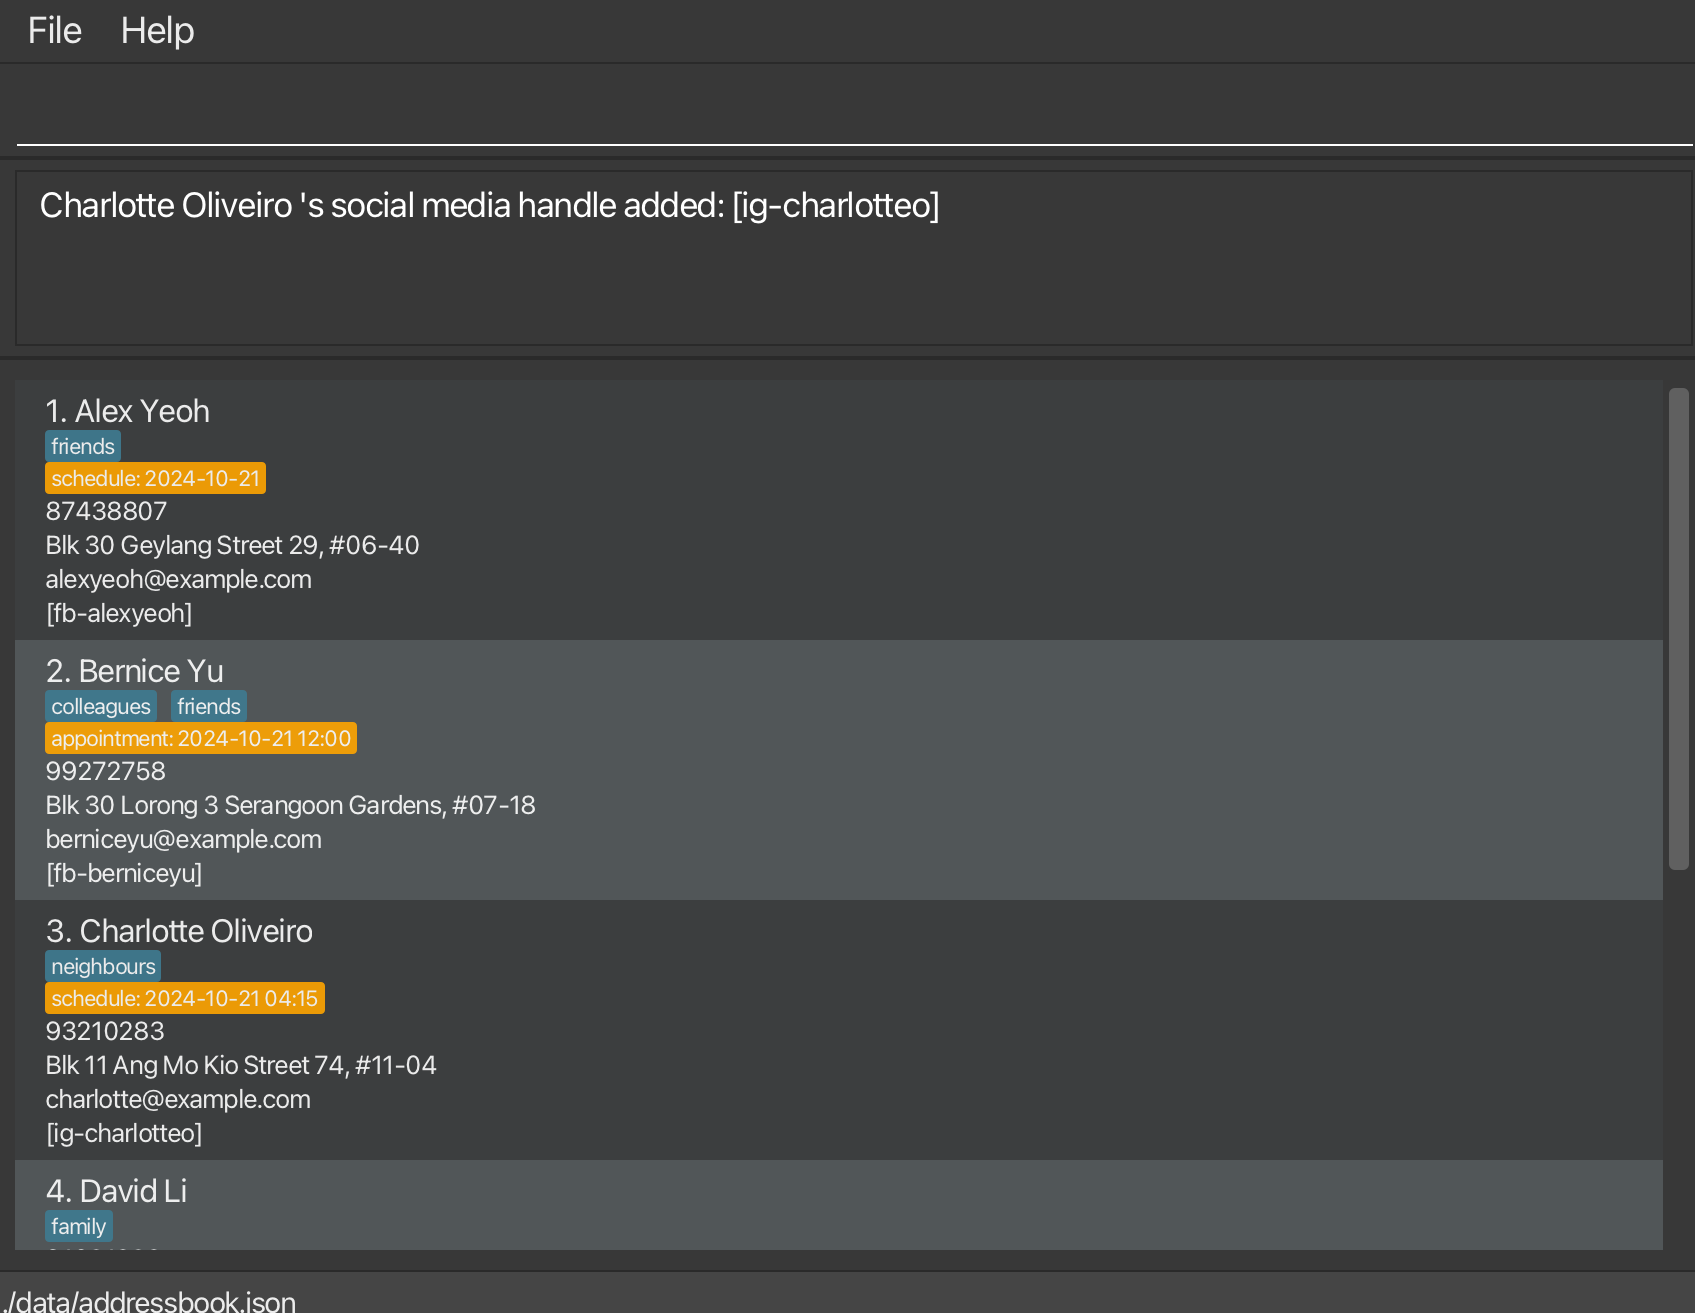 File Help
Charlotte Oliveiro 's social media handle added: [ig-charlotteo]
1. Alex Yeoh
friends
schedule: 2024-10-21
87438807
Blk 30 Geylang Street 29, #06-40
alexyeoh@example.com
[fb-alexyeoh]
2. Bernice Yu
colleagues friends
appointment: 2024-10-21 12:00
99272758
Blk 30 Lorong 3 Serangoon Gardens, #07-18
berniceyu@example.com
[fb-berniceyu]
3. Charlotte Oliveiro
neighbours
schedule: 2024-10-21 04:15
93210283
Blk 11 Ang Mo Kio Street 74, #11-04
charlotte@example.com
[ig-charlotteo]
4. David Li
family
./data/addressbook.json